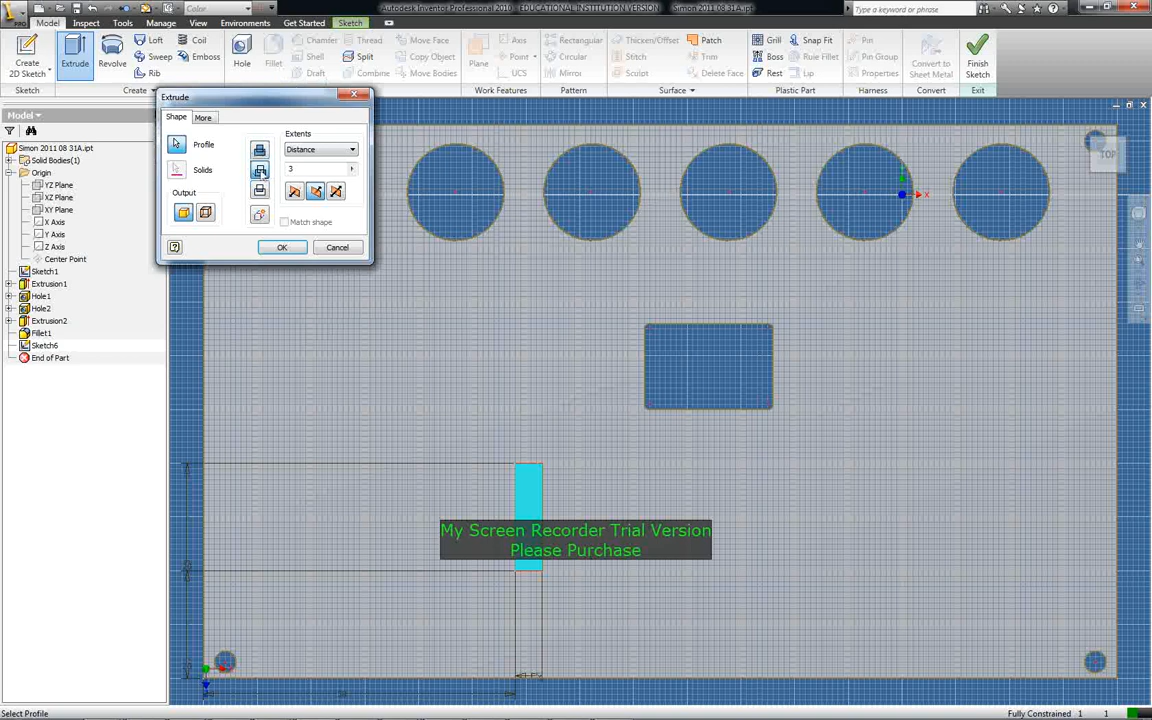 Color
Autodesk Inventor Professional 2010 - EDUCATIONAL INSTITUTION VERSION Simon 2011 08 31A.ipt
Type a keyword or phrase
PRO
Model Inspect Tools Manage View Environments Get Started Sketch
Create 2D Sketch
Extrude
Revolve
Loft
Sweep
Rib
Coil
Emboss
Hole
Fillet
Chamfer
Shell
Draft
Thread
Split
Combine
Move Face
Copy Object
Move Bodies
Plane
Axis
Point
UCS
Rectangular
Circular
Mirror
Thicken/Offset
Stitch
Sculpt
Patch
Trim
Delete Face
Grill
Boss
Rest
Snap Fit
Rule Fillet
Lip
Pin
Pin Group
Properties
Convert to Sheet Metal
Finish Sketch
Sketch
Create
Work Features
Pattern
Surface
Plastic Part
Harness
Convert
Exit
Model
Simon 2011 08 31A.ipt
Solid Bodies(1)
Origin
YZ Plane
XZ Plane
XY Plane
X Axis
Y Axis
Z Axis
Center Point
Sketch1
Extrusion1
Hole1
Hole2
Extrusion2
Fillet1
Sketch6
End of Part
Extrude
Shape More
Profile
Solids
Output
Extents
Distance
3
Match shape
OK
Cancel
TOP
x
My Screen Recorder Trial Version
Please Purchase
Select Profile
Fully Constrained 1 1